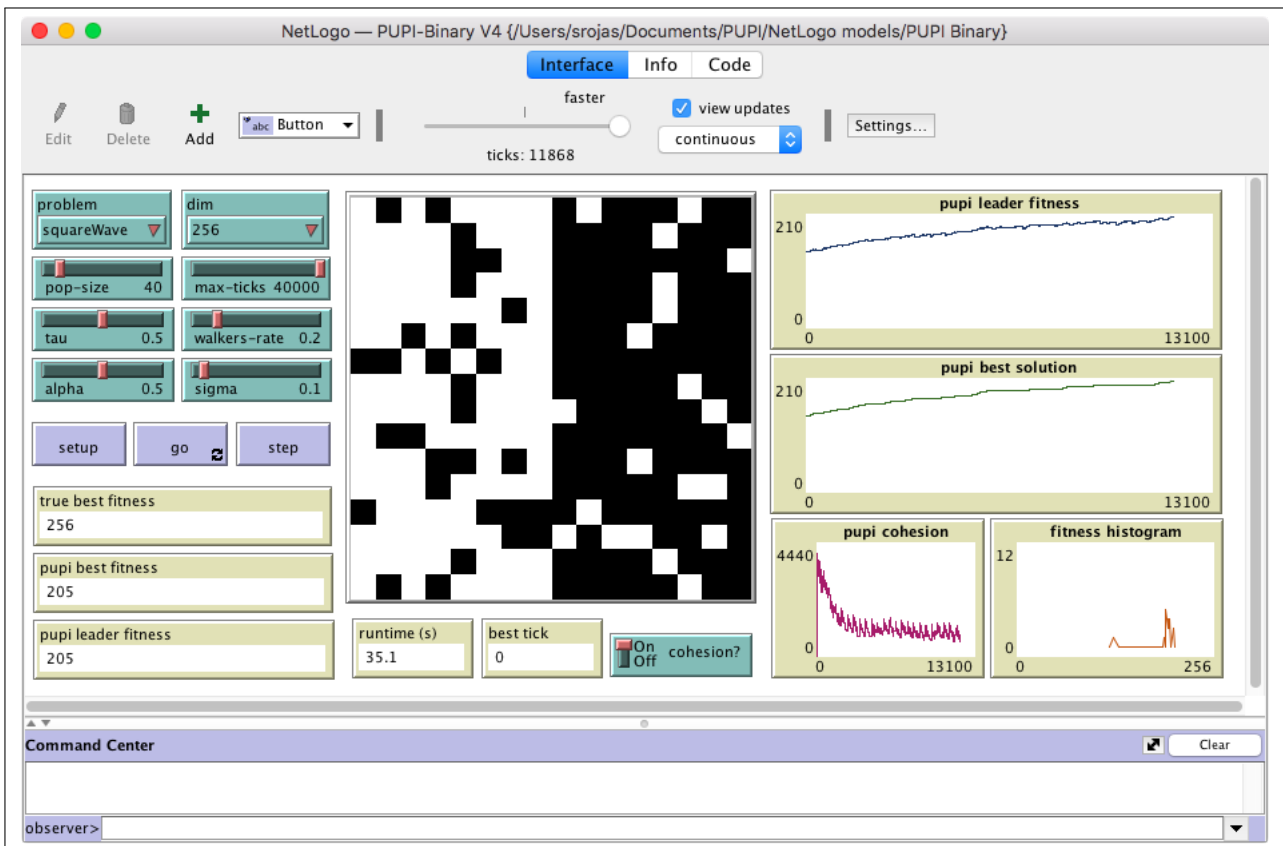 NetLogo — PUPI-Binary V4 {/Users/srojas/Documents/PUPI/NetLogo models/PUPI Binary}
Interface Info Code
Edit Delete Add abc Button faster view updates Settings...
continuous
ticks: 11868
problem dim
squareWave 256
pop-size 40 max-ticks 40000
tau 0.5 walkers-rate 0.2
alpha 0.5 sigma 0.1
setup go step
true best fitness
256
pupi best fitness
205
pupi leader fitness
205
runtime (s) best tick
35.1 0
On
Off cohesion?
pupi leader fitness
210
0
0 13100
pupi best solution
210
0
0 13100
pupi cohesion
4440
0
0 13100
fitness histogram
12
0
0 256
Command Center Clear
observer>